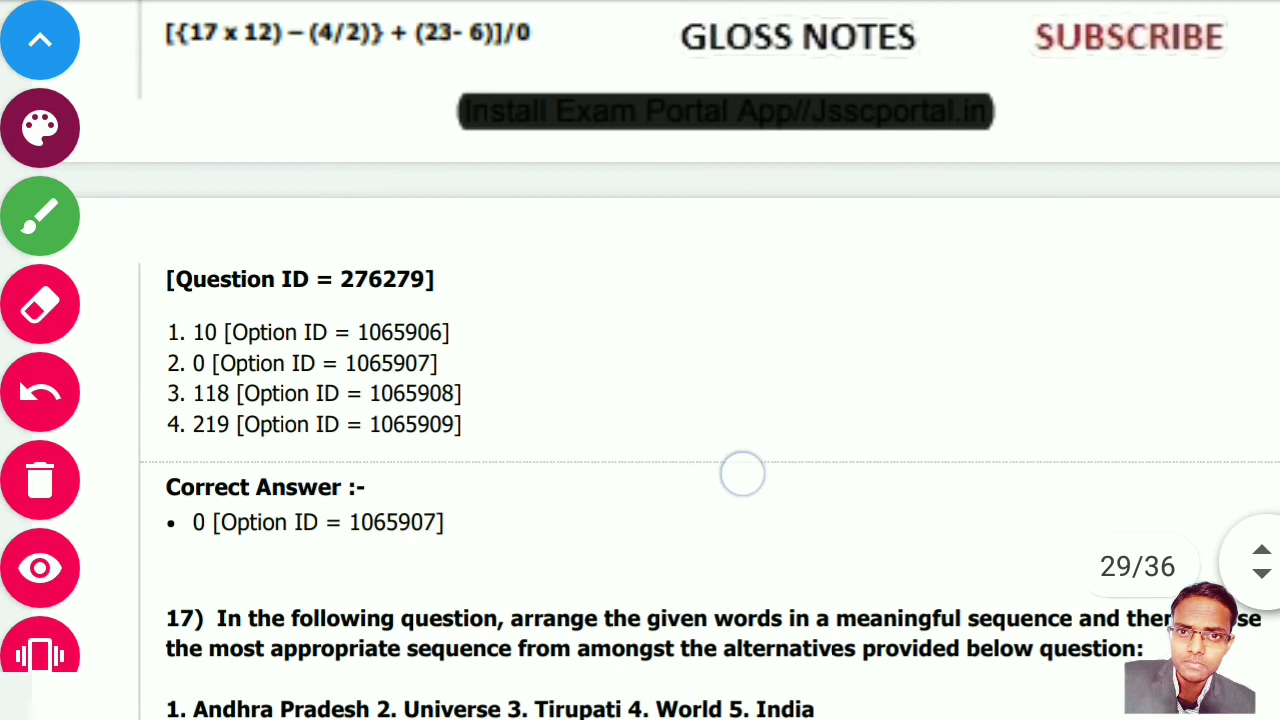 [{17 x 12) – (4/2)} + (23- 6)]/0
GLOSS NOTES
SUBSCRIBE
Install Exam Portal App//Jsscportal.in
[Question ID = 276279]
1. 10 [Option ID = 1065906]
2. 0 [Option ID = 1065907]
3. 118 [Option ID = 1065908]
4. 219 [Option ID = 1065909]
Correct Answer :-
• 0 [Option ID = 1065907]
29/36
17) In the following question, arrange the given words in a meaningful sequence and
the most appropriate sequence from amongst the alternatives provided below question:
1. Andhra Pradesh 2. Universe 3. Tirupati 4. World 5. India